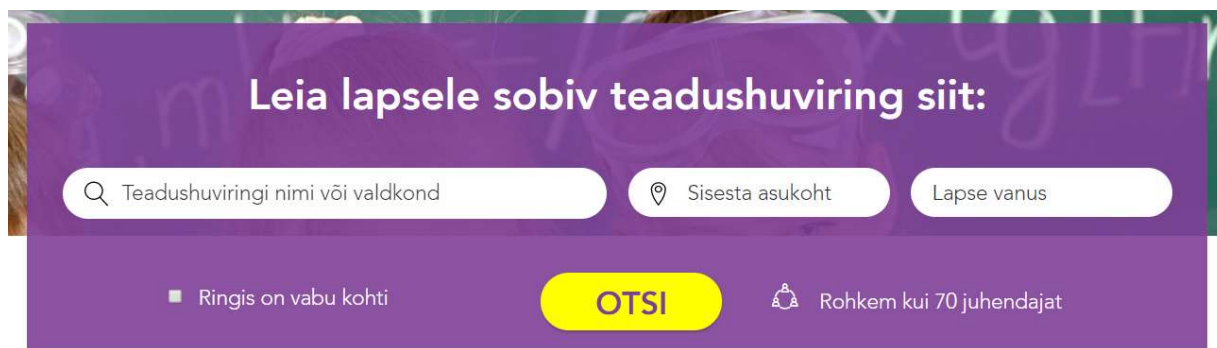 Leia lapsele sobiv teadushuviring siit:
Teadushuviringi nimi või valdkond
Sisesta asukoht
Lapse vanus
Ringis on vabu kohti
OTSI
Rohkem kui 70 juhendajat